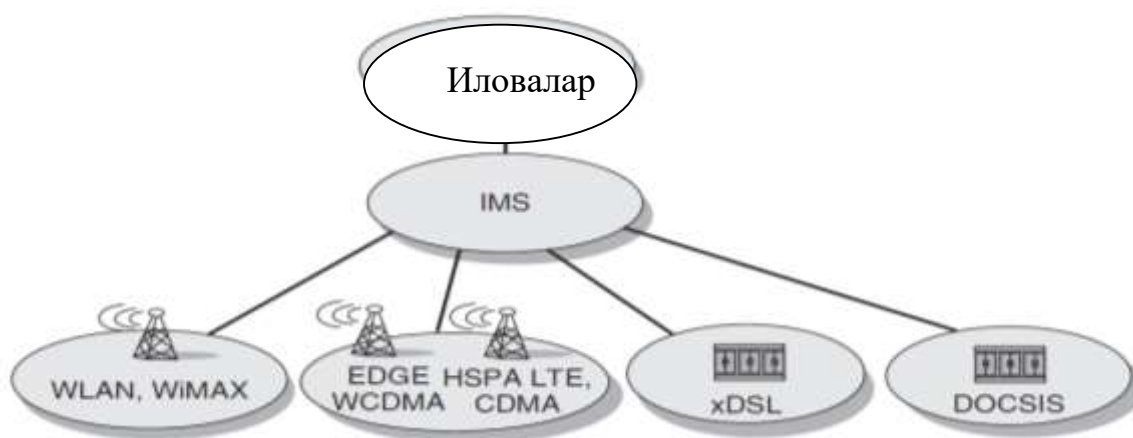 Иловалар
IMS
WLAN, WiMAX
EDGE HSPA LTE,
WCDMA CDMA
xDSL
DOCSIS